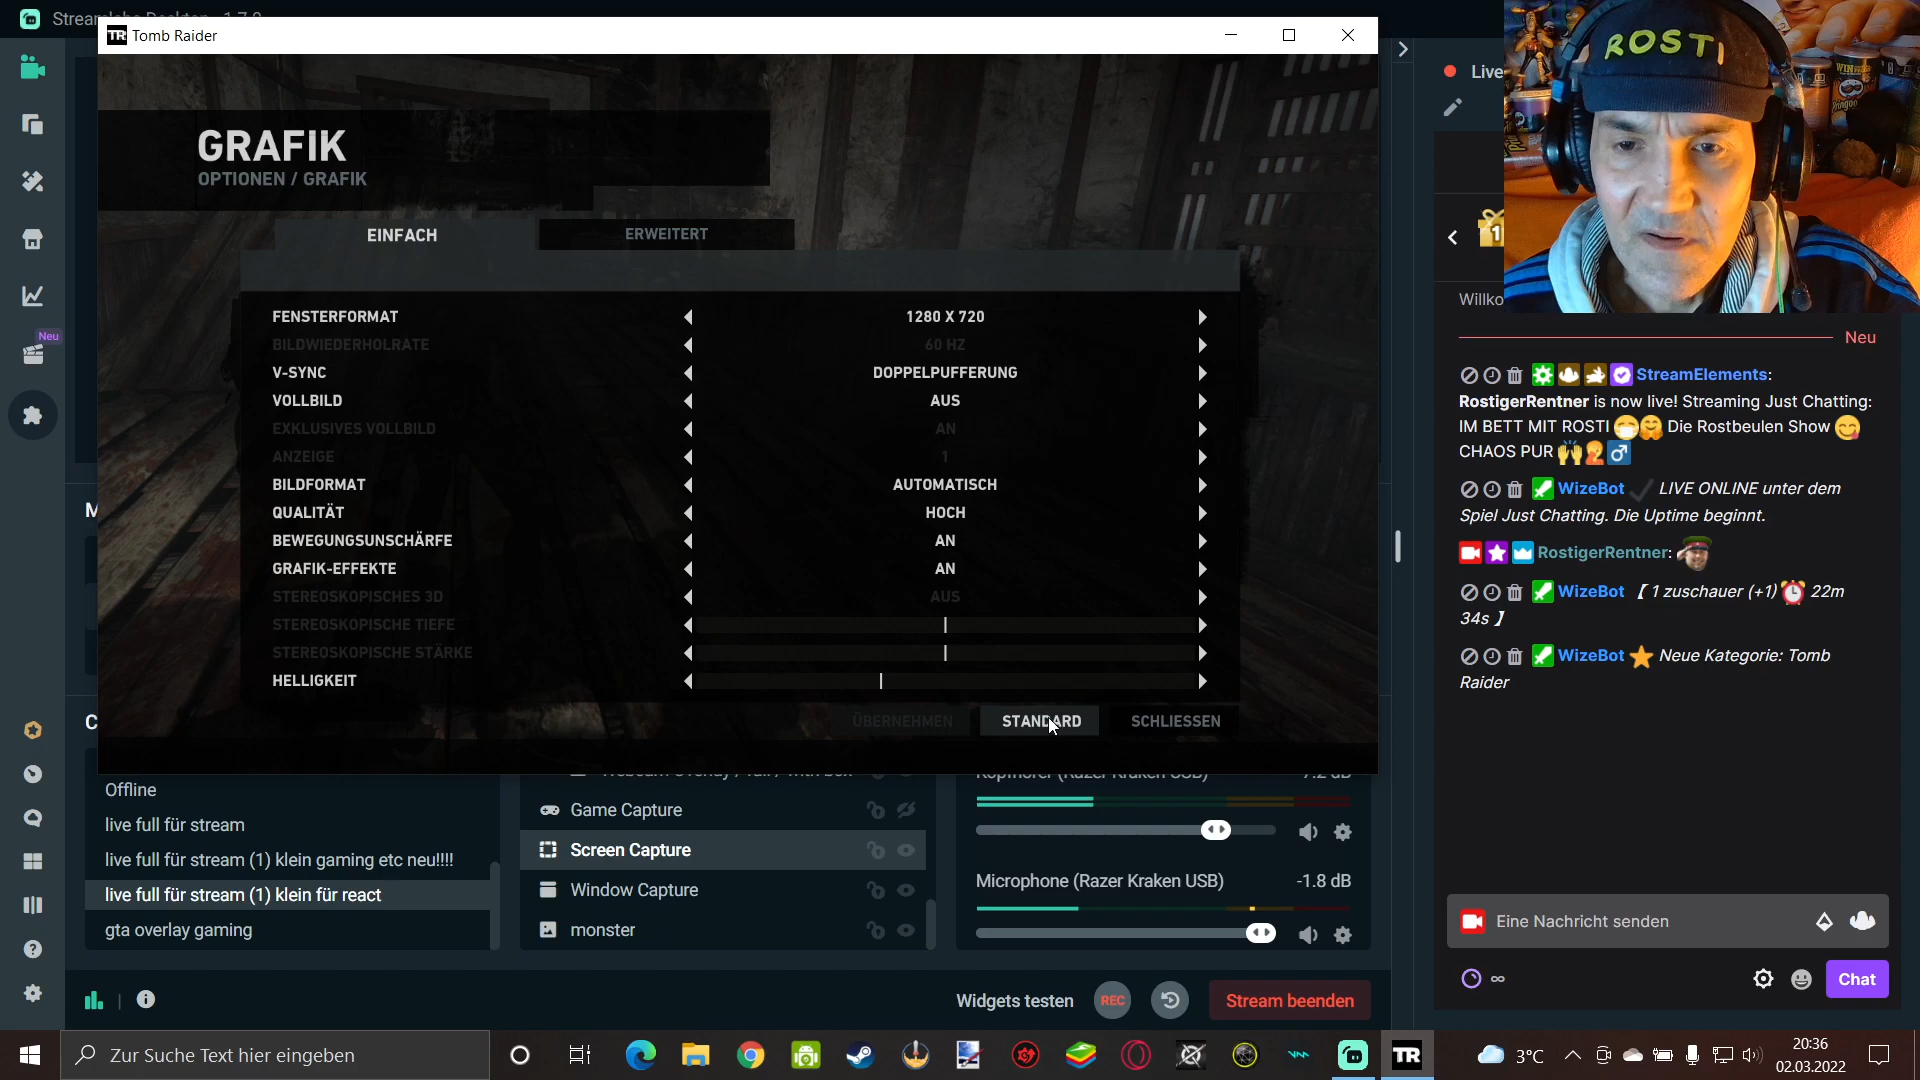 Tomb Raider
GRAFIK
OPTIONEN / GRAFIK
EINFACH
ERWEITERT
FENSTERFORMAT
1280 X 720
BILDWIEDERHOLRATE
60 HZ
V-SYNC
DOPPELPUFFERUNG
VOLLBILD
AUS
EXKLUSIVES VOLLBILD
AN
ANZEIGE
1
BILDFORMAT
AUTOMATISCH
QUALITÄT
HOCH
BEWEGUNGSUNSCHÄRFE
AN
GRAFIK-EFFEKTE
AN
STEREOSKOPISCHES 3D
AUS
STEREOSKOPISCHE TIEFE
STEREOSKOPISCHE STÄRKE
HELLIGKEIT
ÜBERNEHMEN
STANDARD
SCHLIESSEN
Neu
Offline
live full für stream
live full für stream (1) klein gaming etc neu!!!!
live full für stream (1) klein für react
gta overlay gaming
Game Capture
Screen Capture
Window Capture
monster
Microphone (Razer Kraken USB)
-1.8 dB
Widgets testen
REC
Stream beenden
ROSTI
Live
Neu
StreamElements:
RostigerRentner is now live! Streaming Just Chatting:
IM BETT MIT ROSTI Die Rostbeulen Show
CHAOS PUR
WizeBot LIVE ONLINE unter dem
Spiel Just Chatting. Die Uptime beginnt.
RostigerRentner:
WizeBot 【 1 zuschauer (+1) 22m
34s 】
WizeBot Neue Kategorie: Tomb
Raider
Eine Nachricht senden
∞
Chat
Zur Suche Text hier eingeben
TR
3°C
20:36
02.03.2022